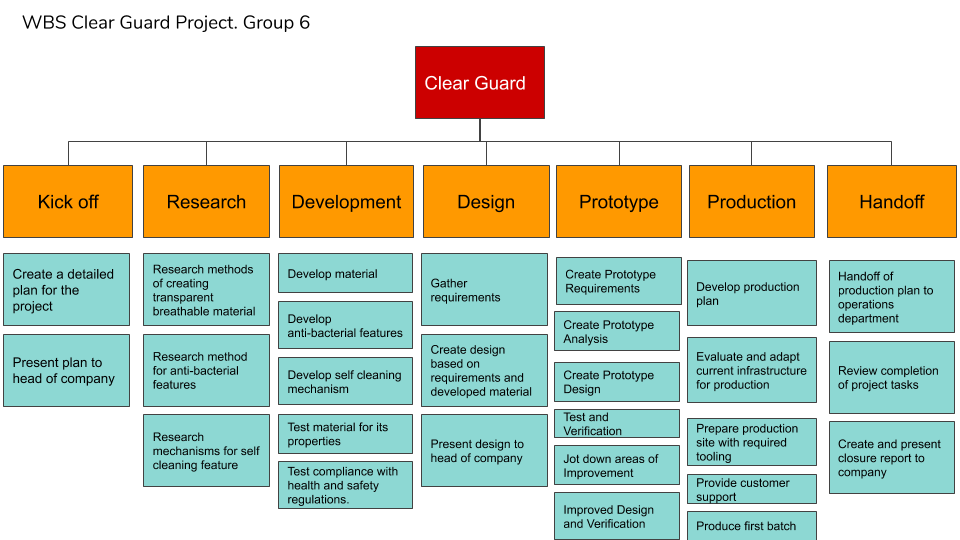 WBS Clear Guard Project. Group 6
Clear Guard
Kick off
Research
Development
Design
Prototype
Production
Handoff
Create a detailed
plan for the
project
Present plan to
head of company
Research methods
of creating
transparent
breathable material
Research method
for anti-bacterial
features
Research
mechanisms for self
cleaning feature
Develop material
Develop
anti-bacterial features
Develop self cleaning
mechanism
Test material for its
properties
Test compliance with
health and safety
regulations.
Gather
requirements
Create design
based on
requirements and
developed material
Present design to
head of company
Create Prototype
Requirements
Create Prototype
Analysis
Create Prototype
Design
Test and
Verification
Jot down areas of
Improvement
Improved Design
and Verification
Develop production
plan
Evaluate and adapt
current infrastructure
for production
Prepare production
site with required
tooling
Provide customer
support
Produce first batch
Handoff of
production plan to
operations
department
Review completion
of project tasks
Create and present
closure report to
company